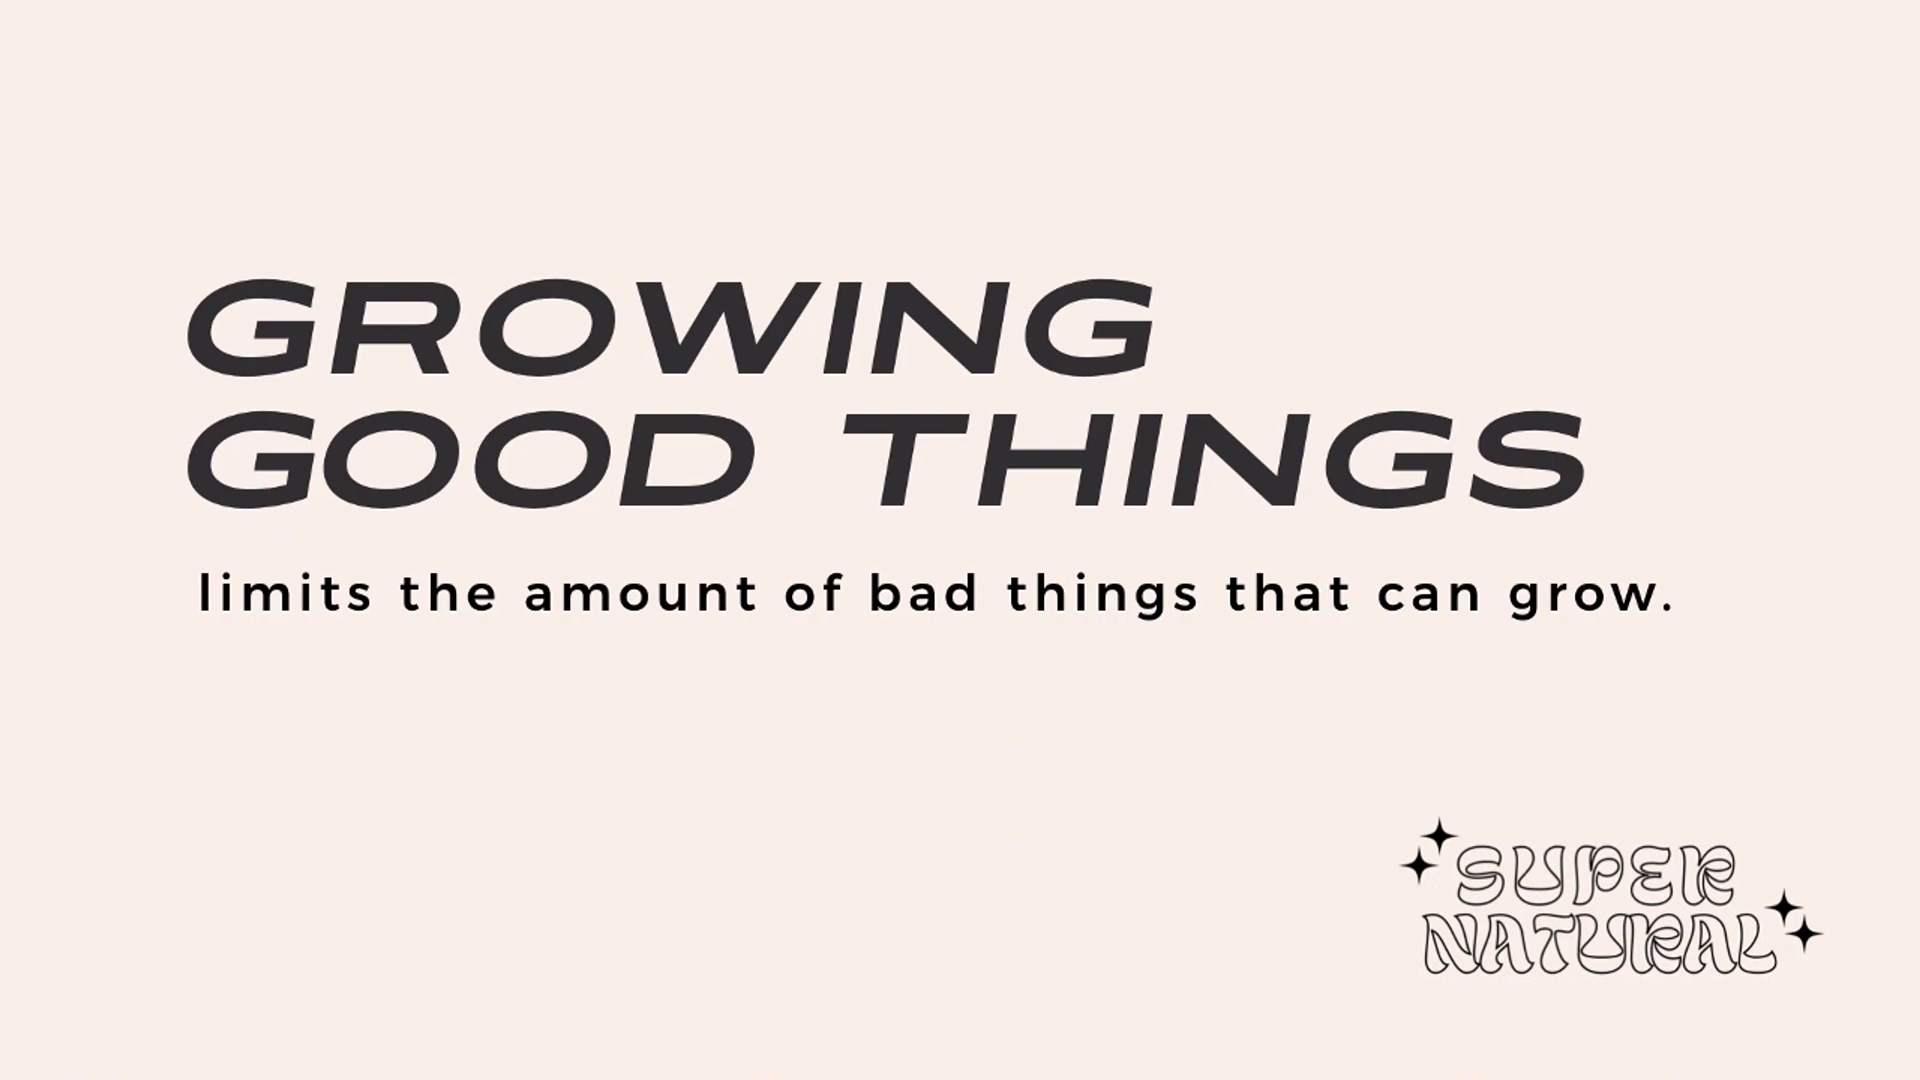 GROWING
GOOD THINGS
limits the amount of bad things that can grow.
SUPER
NATURAL